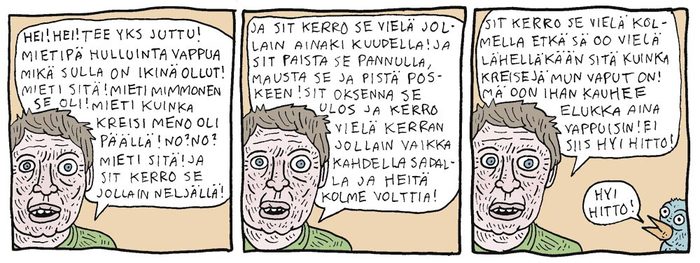 HEI! HEI! TEE YKS JUTTU!
MIETIPÄ HULLUINTA VAPPUA
MIKÄ SULLA ON IKINÄ OLLUT!
MIETI SITÄ! MIETI MIMMONEN
SE OLI! MIETI KUINKA
KREISI MENO OLI
PÄÄLLÄ! NO? NO?
MIETI SITÄ! JA
SIT KERRO SE
JOLLAIN NELJÄLLÄ!
JA SIT KERRO SE VIELÄ JOL-
LAIN AINAKI KUUDELLA! JA
SIT PAISTA SE PANNULLA,
MAUSTA SE JA PISTÄ POS-
KEEN! SIT OKSENNA SE
ULOS JA KERRO
VIELÄ KERRAN
JOLLAIN VAIKKA
KAHDELLA SADAL-
LA JA HEITÄ
KOLME VOLTTIA!
SIT KERRO SE VIELÄ KOL-
MELLA ETKÄ SÄ OO VIELÄ
LÄHELLÄKÄÄN SITÄ KUINKA
KREISEJÄ MUN VAPUT ON!
MÄ OON IHAN KAUHEE
ELUKKA AINA
VAPPUISIN! EI
SIIS HYI HITTO!
HYI
HITTO!